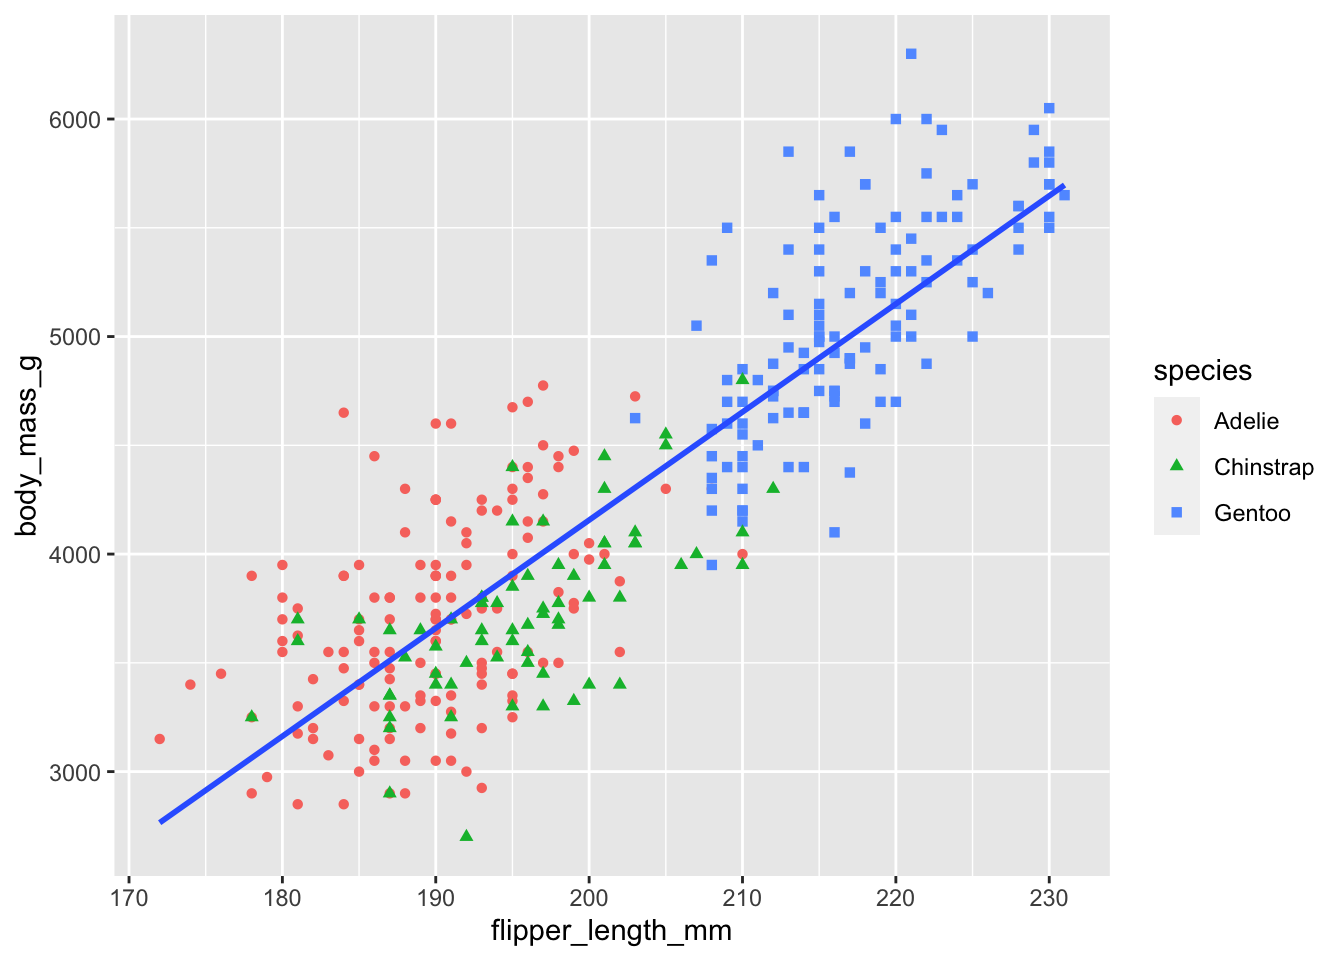 6000
5000
4000
3000
body_mass_g
170 180 190 200 210 220 230
flipper_length_mm
species
Adelie
Chinstrap
Gentoo